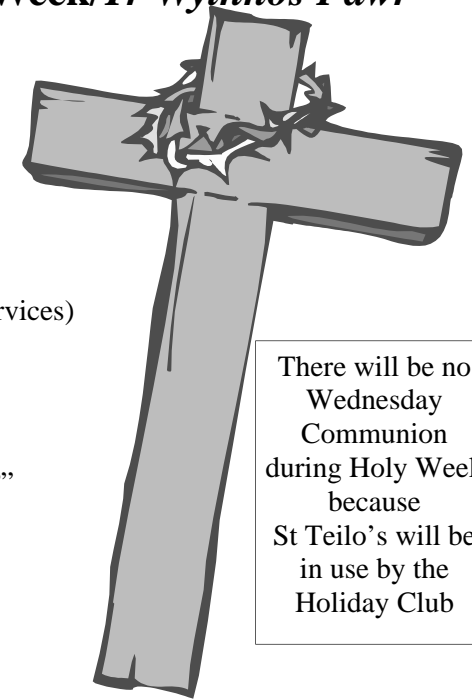 Week/Yr Wythnos Fawr
rvices)
”
There will be no
Wednesday
Communion
during Holy Week
because
St Teilo’s will be
in use by the
Holiday Club